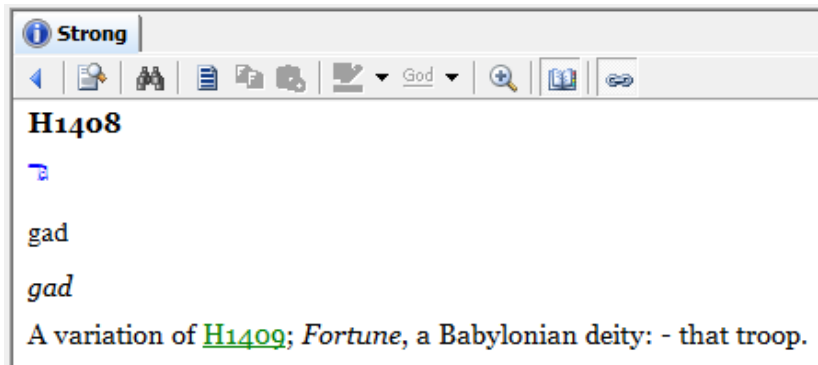 Strong
God
H1408
gad
gad
A variation of H1409; Fortune, a Babylonian deity: - that troop.